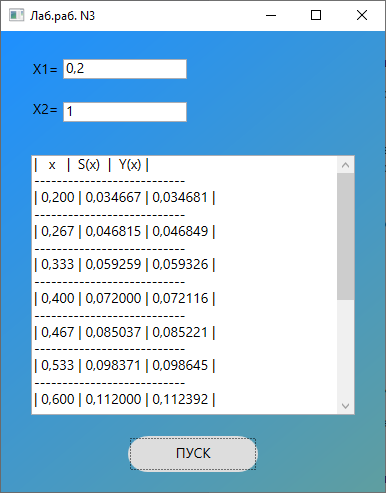 Лаб.раб. N3
X1= 0,2
X2= 1
| x | S(x) | Y(x) |
---------------------------
| 0,200 | 0,034667 | 0,034681 |
---------------------------
| 0,267 | 0,046815 | 0,046849 |
---------------------------
| 0,333 | 0,059259 | 0,059326 |
---------------------------
| 0,400 | 0,072000 | 0,072116 |
---------------------------
| 0,467 | 0,085037 | 0,085221 |
---------------------------
| 0,533 | 0,098371 | 0,098645 |
---------------------------
| 0,600 | 0,112000 | 0,112392 |
ПУСК